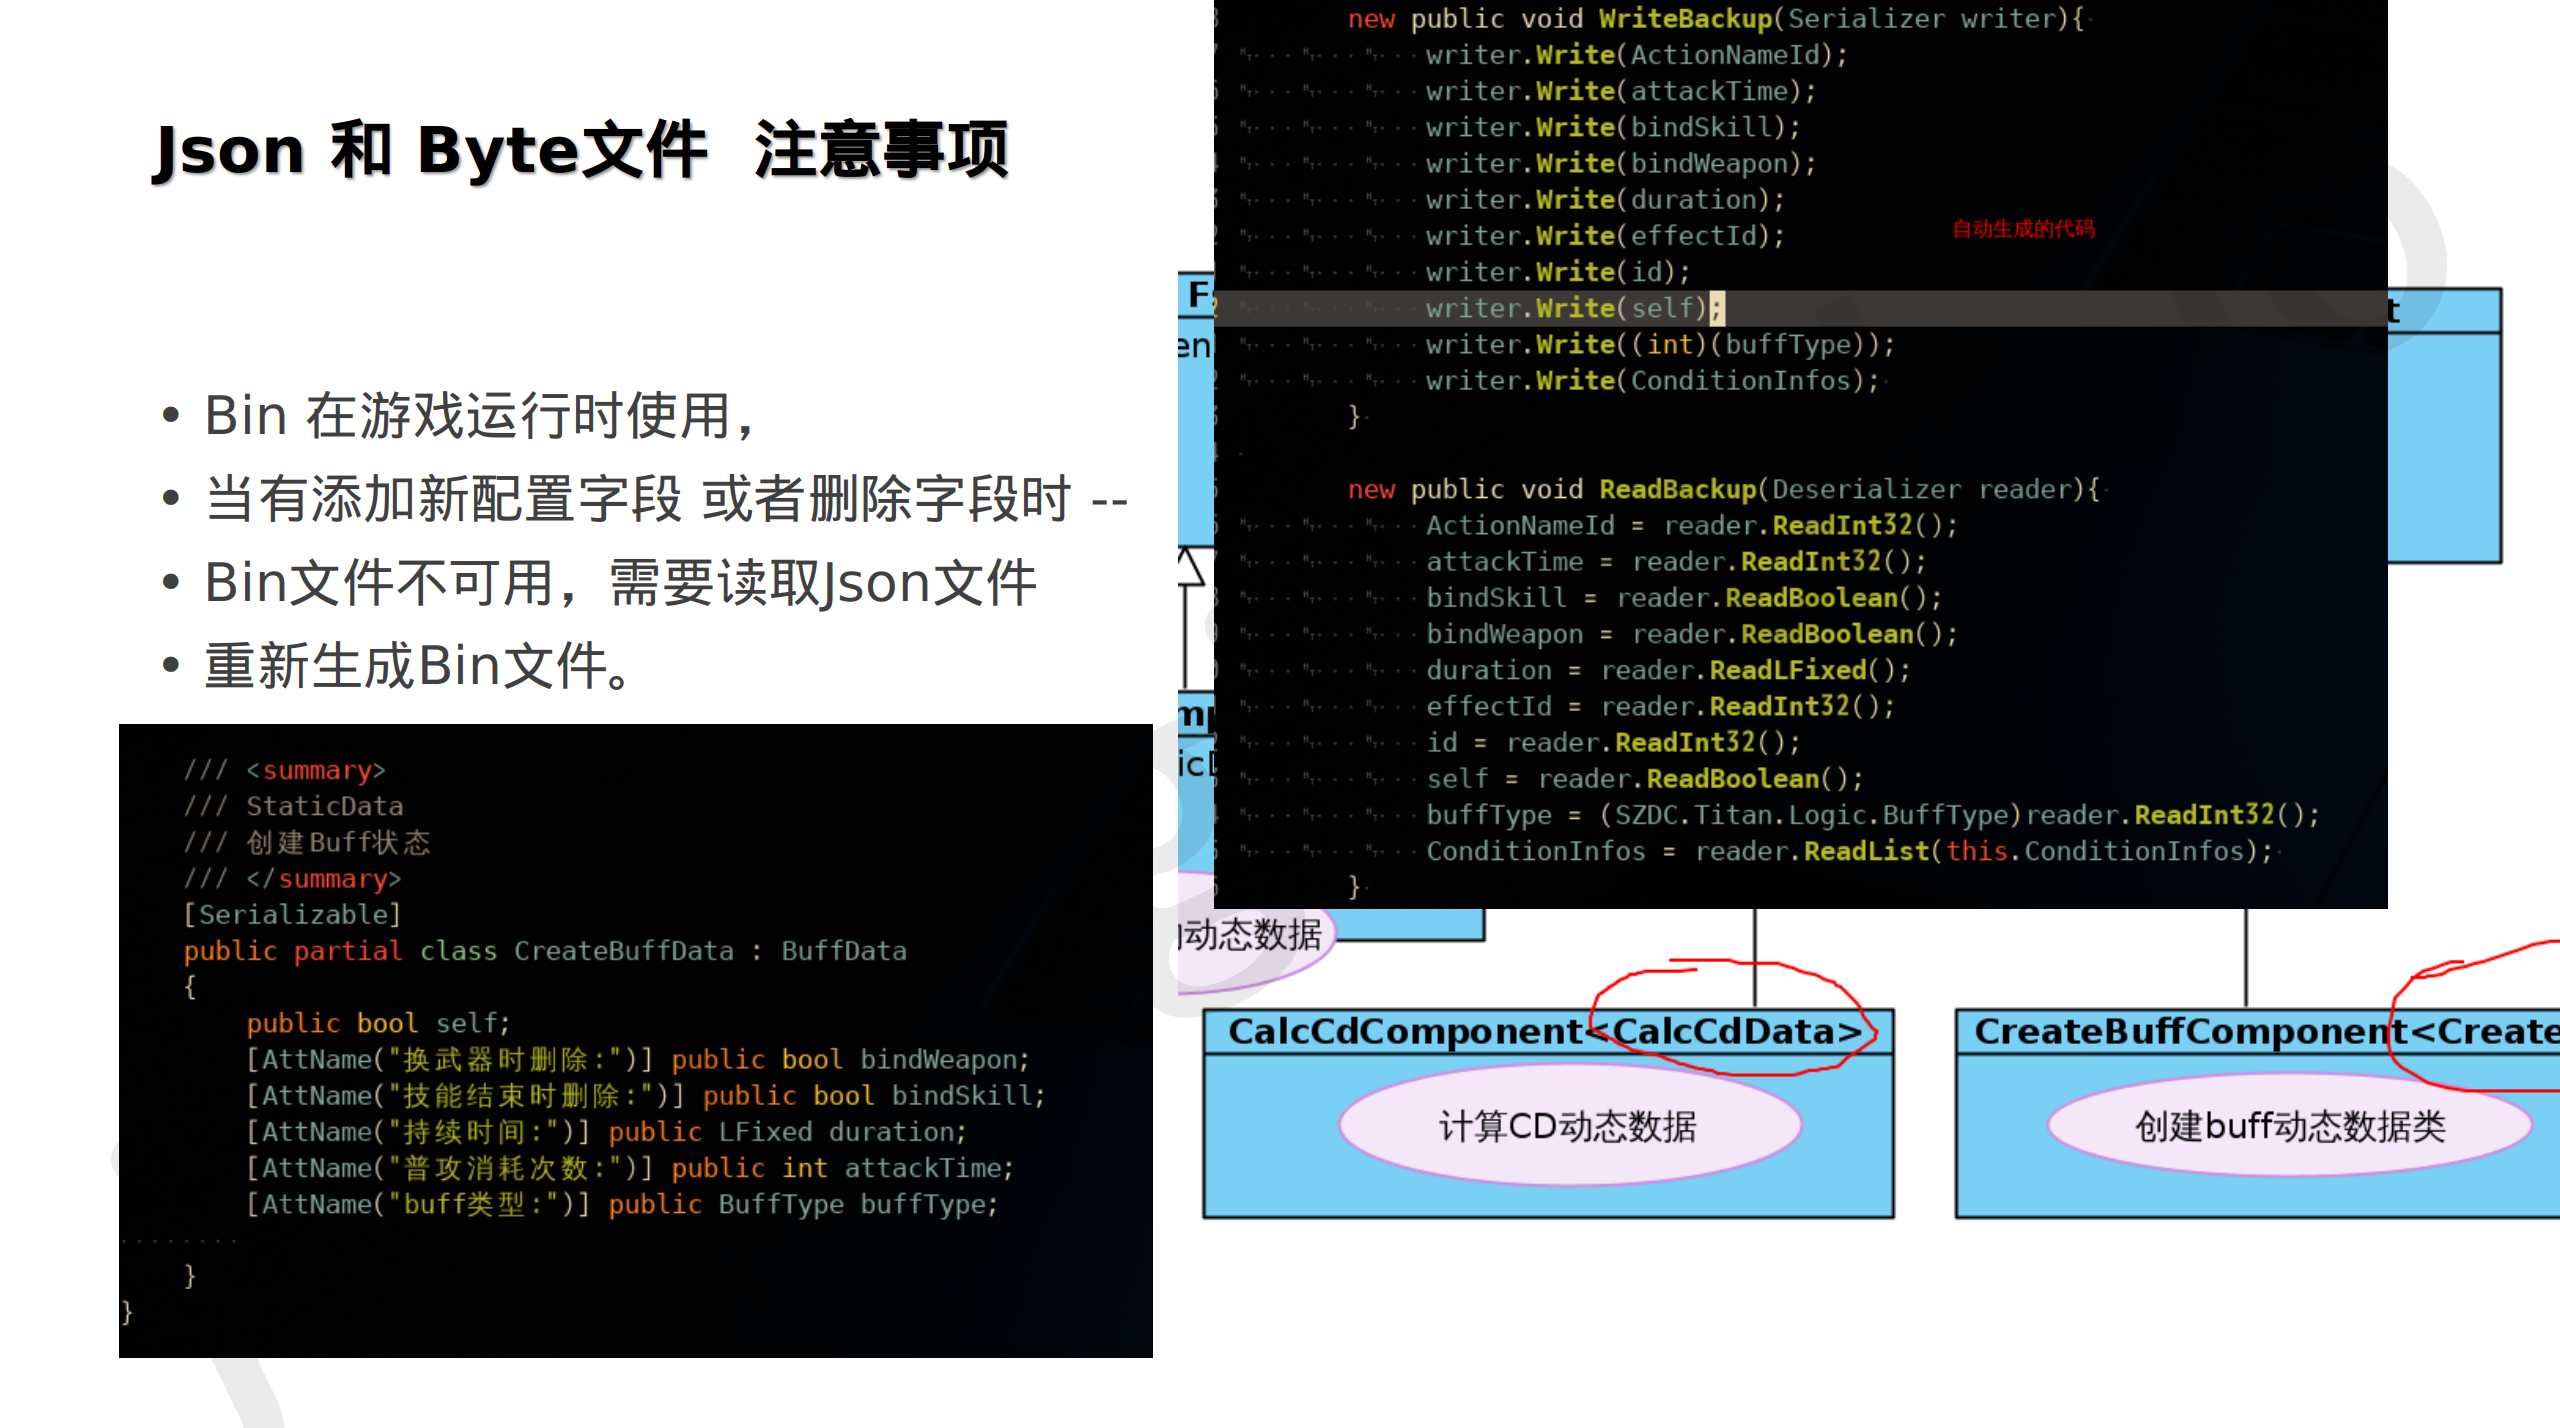 Json 和 Byte文件  注意事项
• Bin 在游戏运行时使用，
• 当有添加新配置字段 或者删除字段时 --
• Bin文件不可用，需要读取Json文件
• 重新生成Bin文件。
/// <summary>
/// StaticData
/// 创建Buff状态
/// </summary>
[Serializable]
public partial class CreateBuffData : BuffData
{
public bool self;
[AttName("换武器时删除:")] public bool bindWeapon;
[AttName("技能结束时删除:")] public bool bindSkill;
[AttName("持续时间:")] public LFixed duration;
[AttName("普攻消耗次数:")] public int attackTime;
[AttName("buff类型:")] public BuffType buffType;
}
}
new public void WriteBackup(Serializer writer){
writer.Write(ActionNameId);
writer.Write(attackTime);
writer.Write(bindSkill);
writer.Write(bindWeapon);
writer.Write(duration);
writer.Write(effectId);
自动生成的代码
writer.Write(id);
writer.Write(self);
writer.Write((int)(buffType));
writer.Write(ConditionInfos);
}
new public void ReadBackup(Deserializer reader){
ActionNameId = reader.ReadInt32();
attackTime = reader.ReadInt32();
bindSkill = reader.ReadBoolean();
bindWeapon = reader.ReadBoolean();
duration = reader.ReadLFixed();
effectId = reader.ReadInt32();
id = reader.ReadInt32();
self = reader.ReadBoolean();
buffType = (SZDC.Titan.Logic.BuffType)reader.ReadInt32();
ConditionInfos = reader.ReadList(this.ConditionInfos);
}
动态数据
CalcCdComponent<CalcCdData>
计算CD动态数据
CreateBuffComponent<Create
创建buff动态数据类